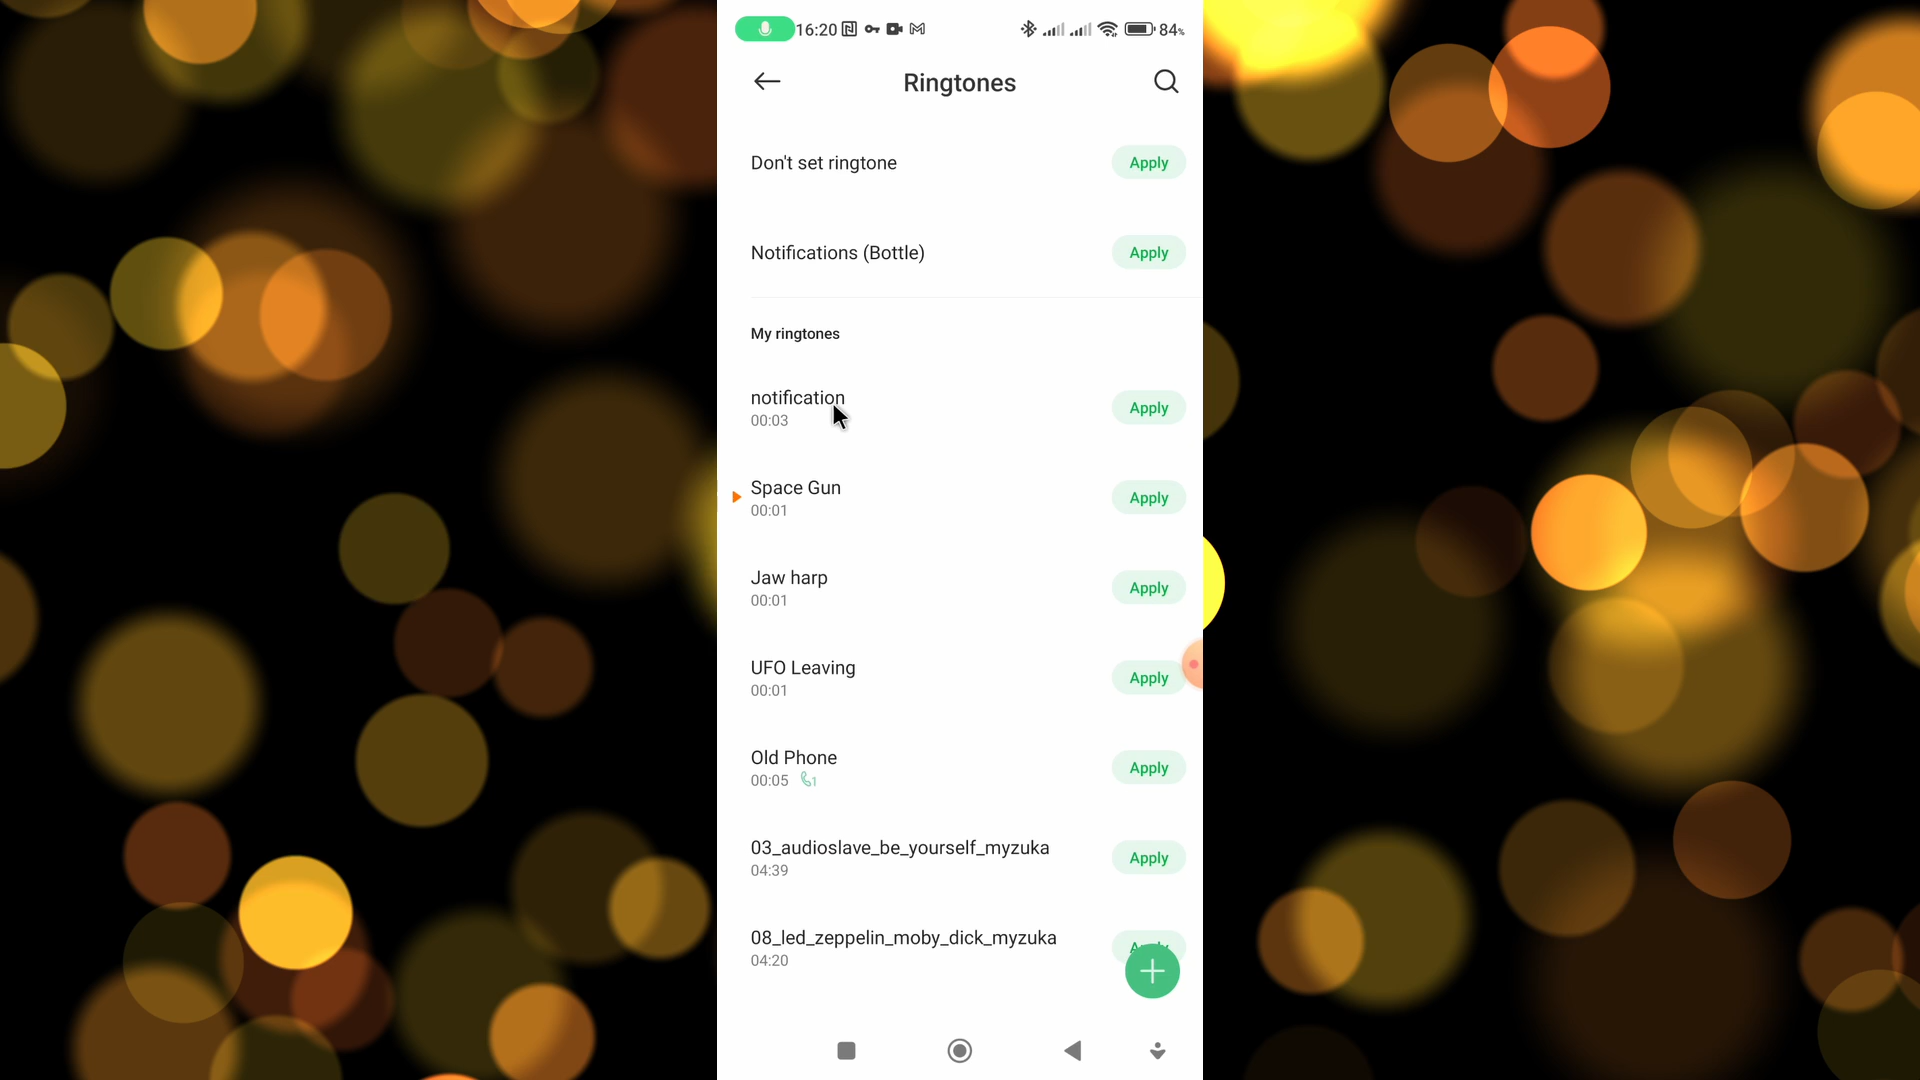 16:20 84%
Ringtones
Don't set ringtone Apply
Notifications (Bottle) Apply
My ringtones
notification Apply
00:03
Space Gun Apply
00:01
Jaw harp Apply
00:01
UFO Leaving Apply
00:01
Old Phone Apply
00:05 1
03_audioslave_be_yourself_myzuka Apply
04:39
08_led_zeppelin_moby_dick_myzuka Apply
04:20